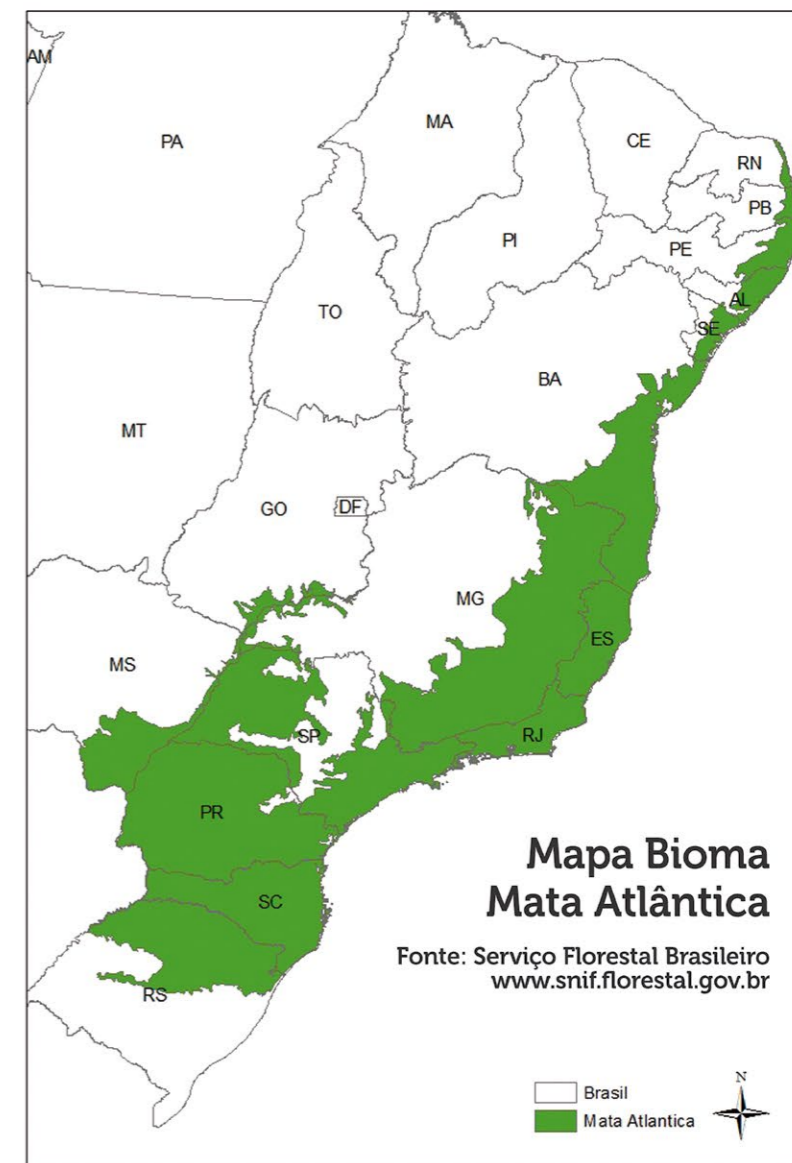 AM
PA
MA
CE
RN
PB
PI
PE
AL
SE
TO
BA
MT
GO
DF
MG
ES
MS
SP
RJ
PR
SC
RS
Mapa Bioma
Mata Atlântica
Fonte: Serviço Florestal Brasileiro
www.snif.florestal.gov.br
N
Brasil
Mata Atlantica